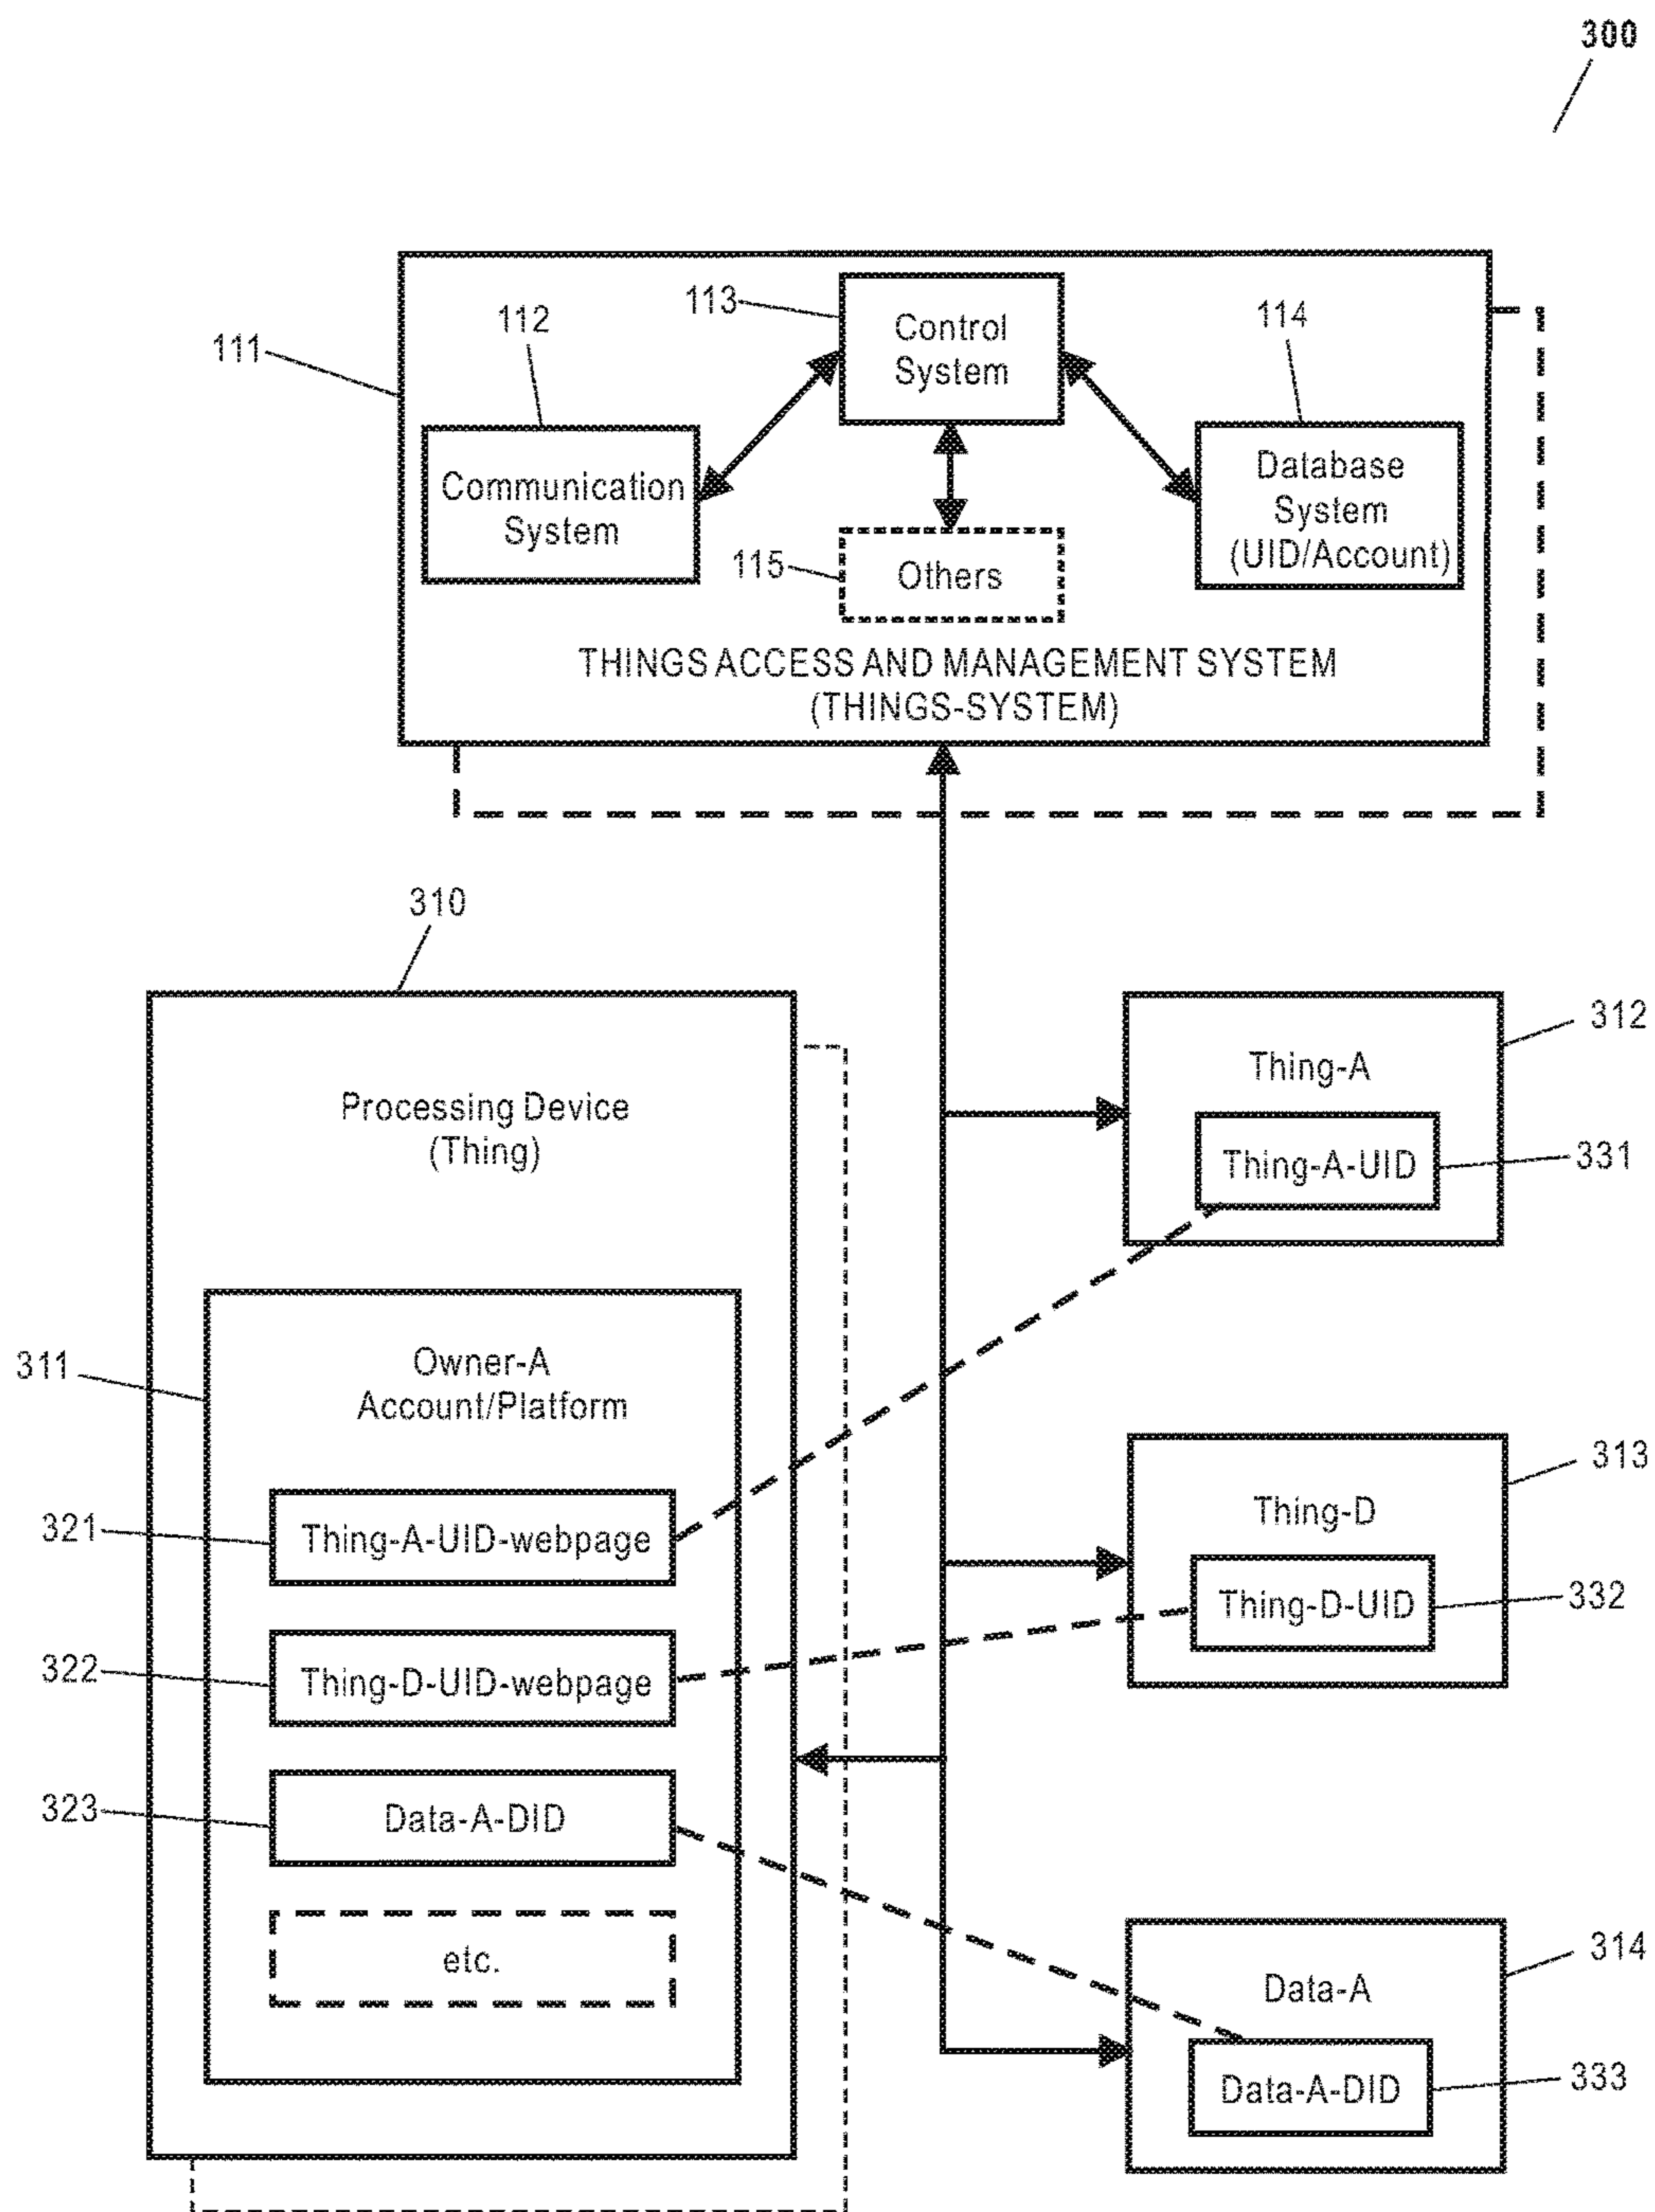 300
113
Control
System
112
114
111
Communication
System
Database
System
(UID/Account)
115
Others
THINGS ACCESS AND MANAGEMENT SYSTEM
(THINGS-SYSTEM)
310
Processing Device
(Thing)
312
Thing-A
Thing-A-UID
331
311
Owner-A
Account/Platform
313
Thing-D
321
Thing-A-UID-webpage
Thing-D-UID
332
322
Thing-D-UID-webpage
323
Data-A-DID
etc.
314
Data-A
Data-A-DID
333